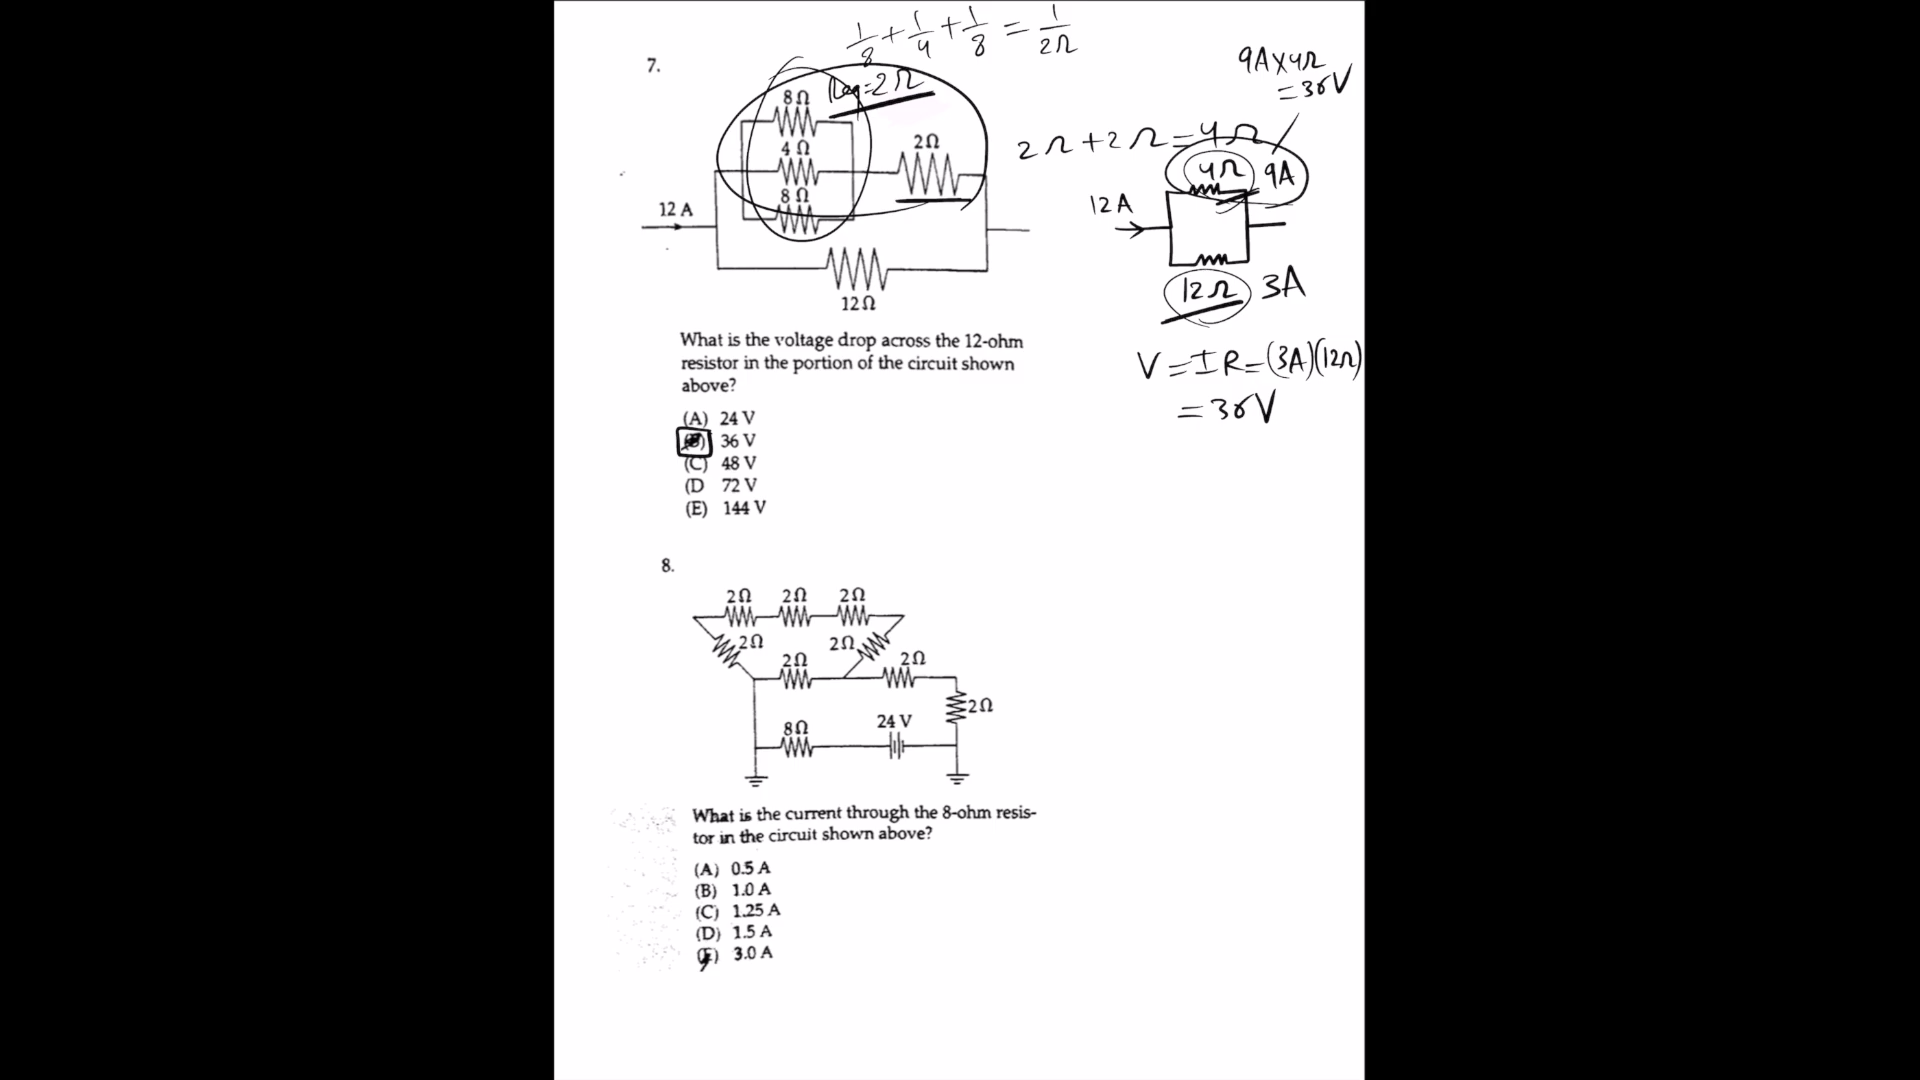 1/8 + 1/4 + 1/8 = 1/2Ω
7.
Req=2Ω
9A×4Ω
=36V
8Ω
4Ω
8Ω
2Ω
2Ω+2Ω=4Ω
4Ω 9A
12 A
12A
12Ω
12Ω 3A
What is the voltage drop across the 12-ohm
resistor in the portion of the circuit shown
above?
V=IR=(3A)(12Ω)
=36V
(A) 24 V
(B) 36 V
(C) 48 V
(D 72 V
(E) 144 V
8.
2Ω 2Ω 2Ω
2Ω 2Ω
2Ω 2Ω
2Ω
8Ω 24 V
What is the current through the 8-ohm resis-
tor in the circuit shown above?
(A) 0.5 A
(B) 1.0 A
(C) 1.25 A
(D) 1.5 A
(E) 3.0 A